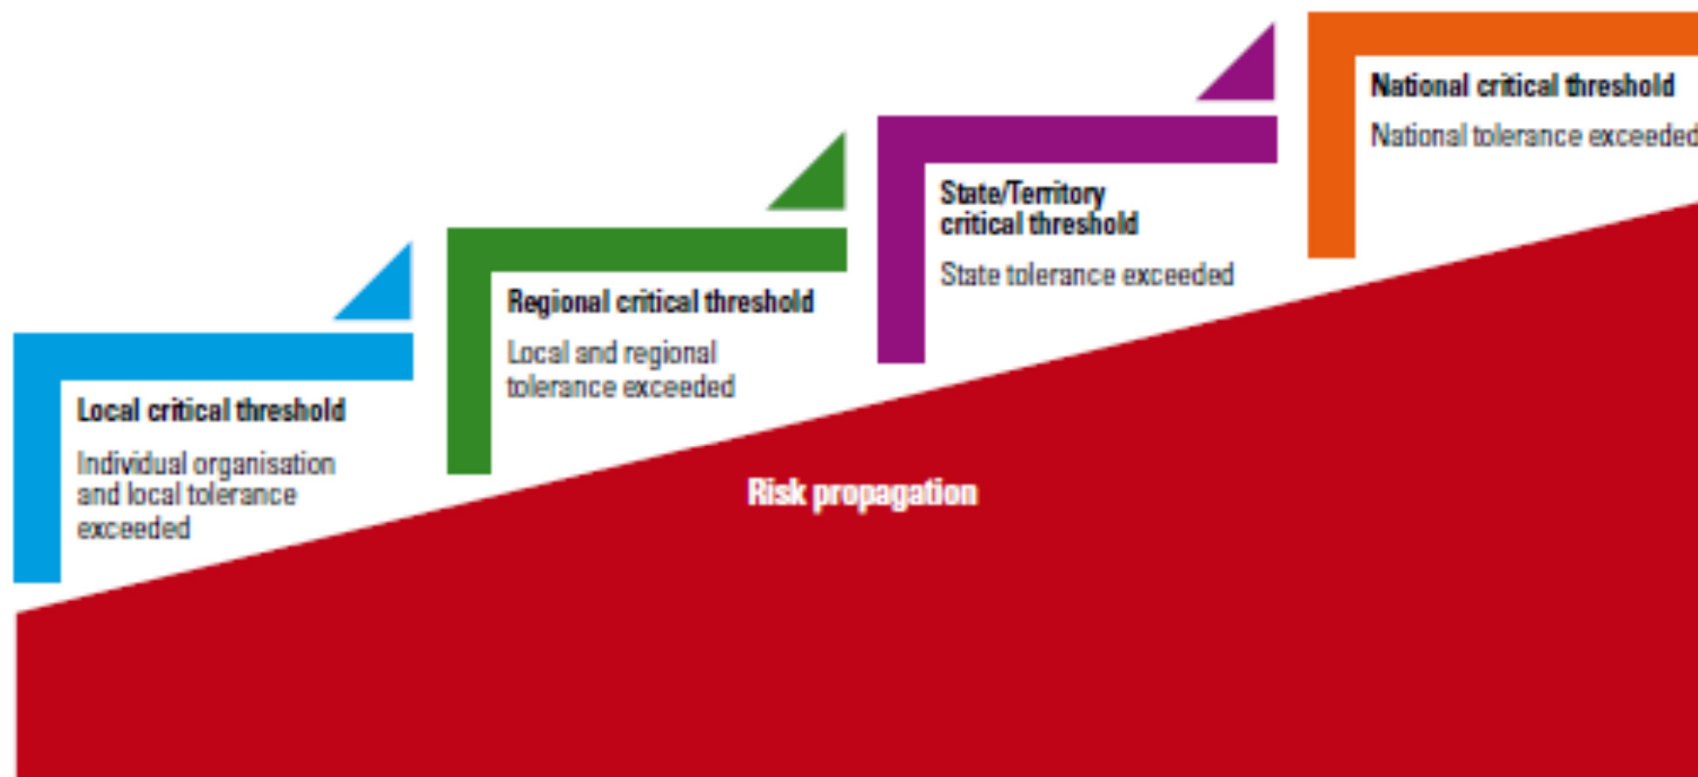 National critical threshold
National tolerance exceeded
State/Territory
critical threshold
State tolerance exceeded
Regional critical threshold
Local and regional
tolerance exceeded
Local critical threshold
Individual organisation
and local tolerance
exceeded
Risk propagation